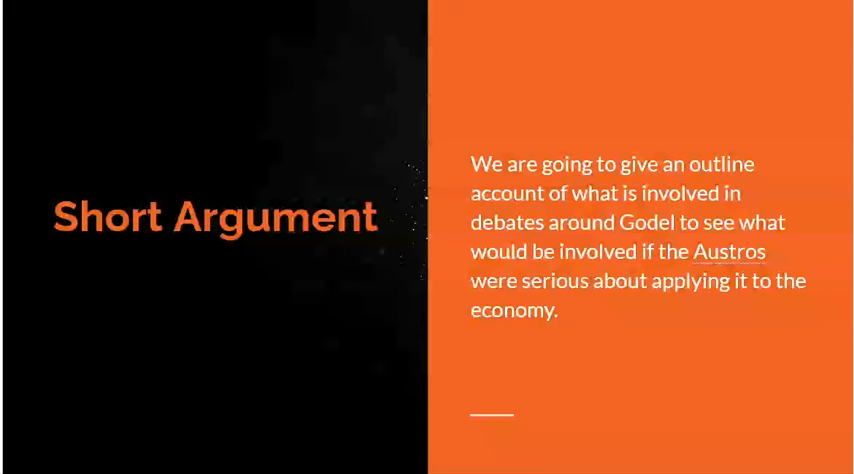 Short Argument
We are going to give an outline
account of what is involved in
debates around Godel to see what
would be involved if the Austros
were serious about applying it to the
economy.